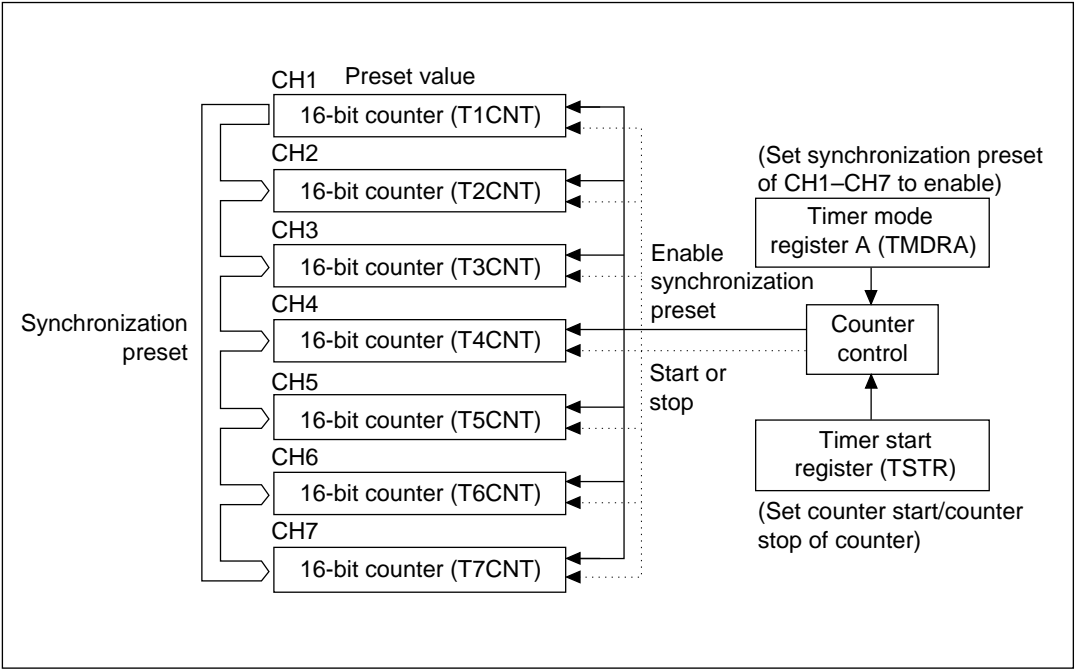 CH1
Preset value
16-bit counter (T1CNT)
CH2
16-bit counter (T2CNT)
CH3
16-bit counter (T3CNT)
CH4
16-bit counter (T4CNT)
CH5
16-bit counter (T5CNT)
CH6
16-bit counter (T6CNT)
CH7
16-bit counter (T7CNT)
Synchronization
preset
Enable
synchronization
preset
Start or
stop
(Set synchronization preset
of CH1–CH7 to enable)
Timer mode
register A (TMDRA)
Counter
control
Timer start
register (TSTR)
(Set counter start/counter
stop of counter)